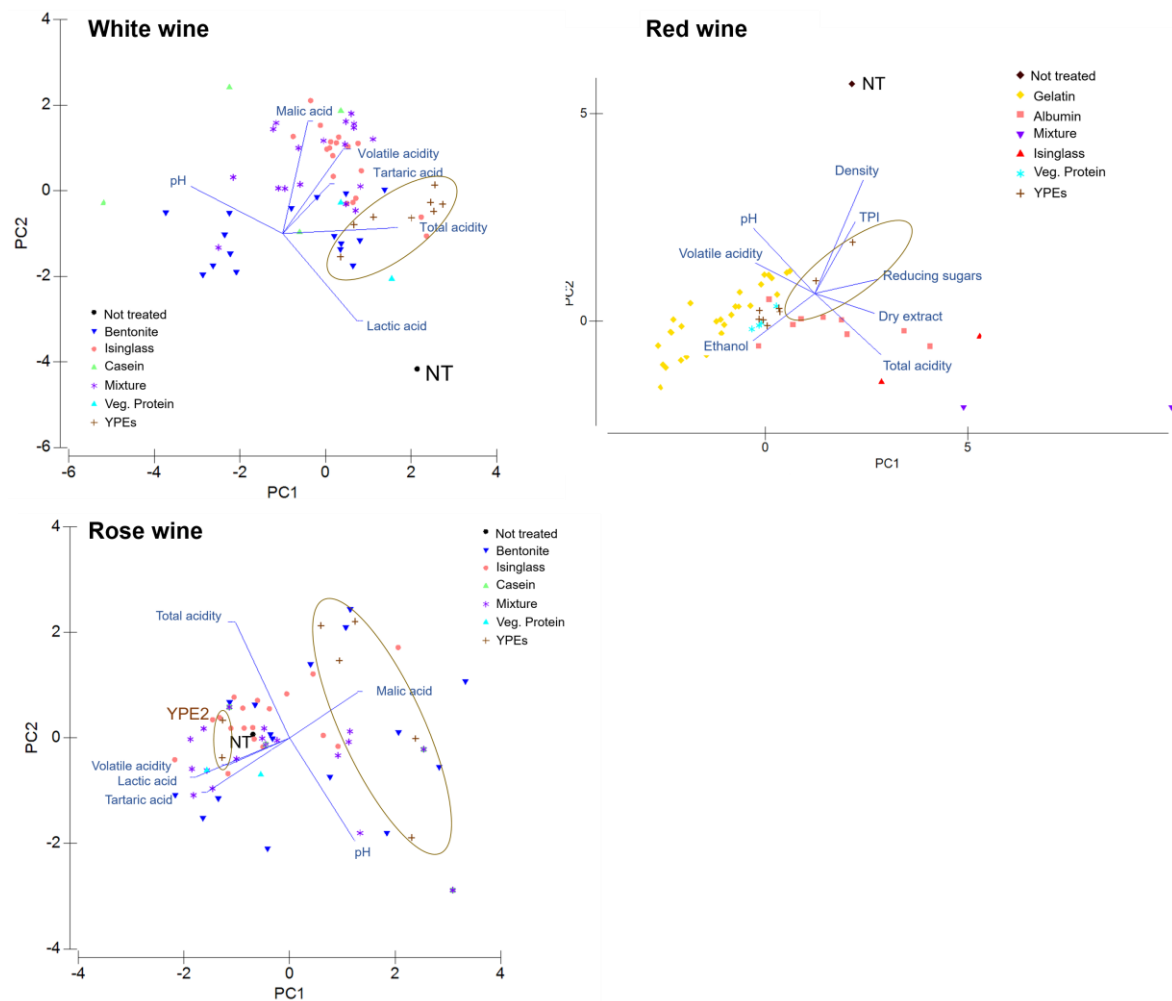 White wine
4
2
0
-2
-4
-6
PC2
-6
-4
-2
0
2
4
PC1
Malic acid
Volatile acidity
Tartaric acid
pH
Total acidity
Lactic acid
NT
Not treated
Bentonite
Isinglass
Casein
Mixture
Veg. Protein
YPEs
Red wine
5
0
PC2
0
5
PC1
NT
Not treated
Gelatin
Albumin
Mixture
Isinglass
Veg. Protein
YPEs
Density
pH
TPI
Volatile acidity
Reducing sugars
Dry extract
Ethanol
Total acidity
Rose wine
4
2
0
-2
-4
PC2
-4
-2
0
2
4
PC1
Not treated
Bentonite
Isinglass
Casein
Mixture
Veg. Protein
YPEs
Total acidity
Malic acid
YPE2
NT
Volatile acidity
Lactic acid
Tartaric acid
pH